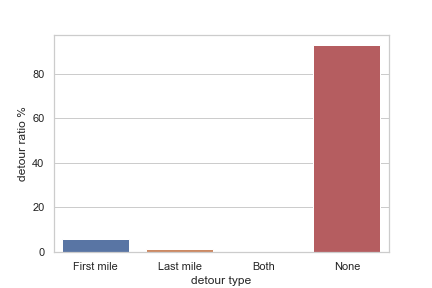 detour ratio %
80
60
40
20
0
First mile
Last mile
Both
None
detour type